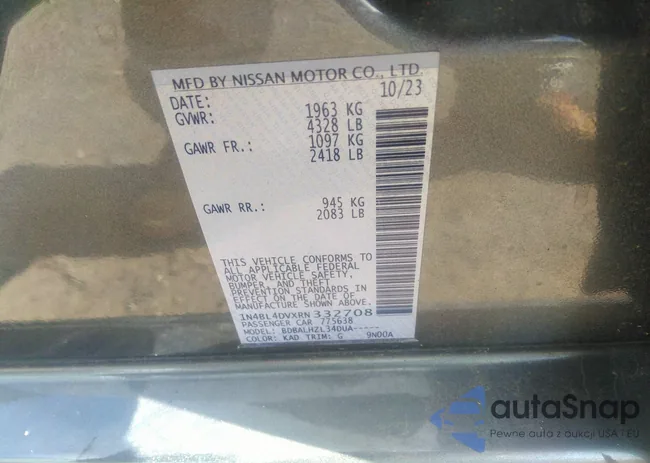 MFD BY NISSAN MOTOR CO., LTD.
DATE: 10/23
GVWR: 1963 KG
4328 LB
GAWR FR.: 1097 KG
2418 LB
GAWR RR.: 945 KG
2083 LB
THIS VEHICLE CONFORMS TO
ALL APPLICABLE FEDERAL
MOTOR VEHICLE SAFETY,
BUMPER, AND THEFT
PREVENTION STANDARDS IN
EFFECT ON THE DATE OF
MANUFACTURE SHOWN ABOVE.
1N4BL4DVXRN332708
PASSENGER CAR 775638
MODEL: BDBALHZL34DUA-----
COLOR: KAD TRIM: G 9N00A
autaSnap
Pewne auta z aukcji USA i EU